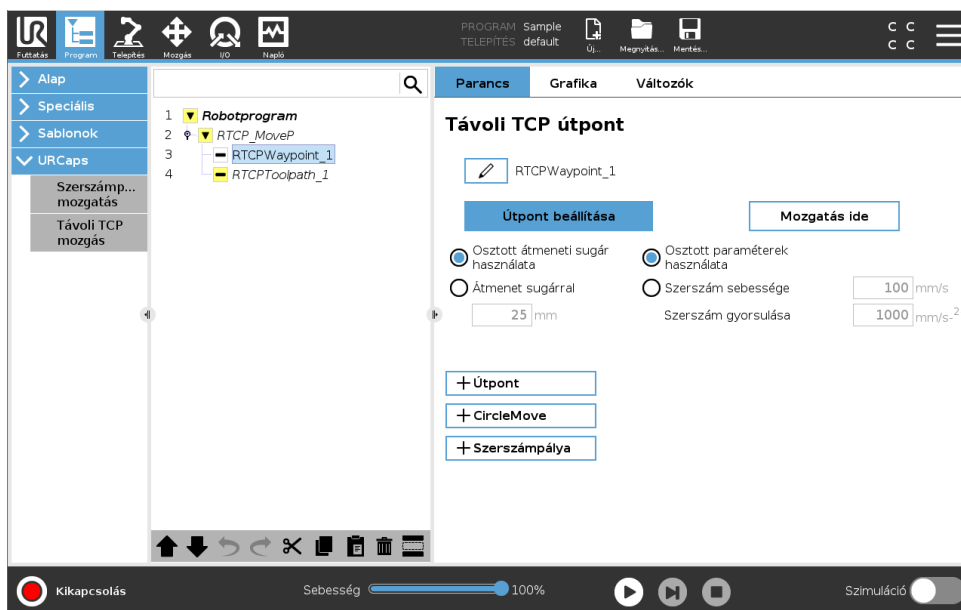 Futtatás
Program
Telepítés
Mozgás
I/O
Napló
PROGRAM Sample
TELEPÍTÉS default
Új...
Megnyitás...
Mentés...
C C
C C
Alap
Speciális
Sablonok
URCaps
Szerszámp...
mozgatás
Távoli TCP
mozgás
1 Robotprogram
2 RTCP_MoveP
3 RTCPWaypoint_1
4 RTCPToolpath_1
Parancs
Grafika
Változók
Távoli TCP útpont
RTCPWaypoint_1
Útpont beállítása
Mozgatás ide
Osztott átmeneti sugár
használata
Osztott paraméterek
használata
Átmenet sugárral
Szerszám sebessége
100 mm/s
25 mm
Szerszám gyorsulása
1000 mm/s-2
Útpont
CircleMove
Szerszámpálya
Kikapcsolás
Sebesség
100%
Szimuláció